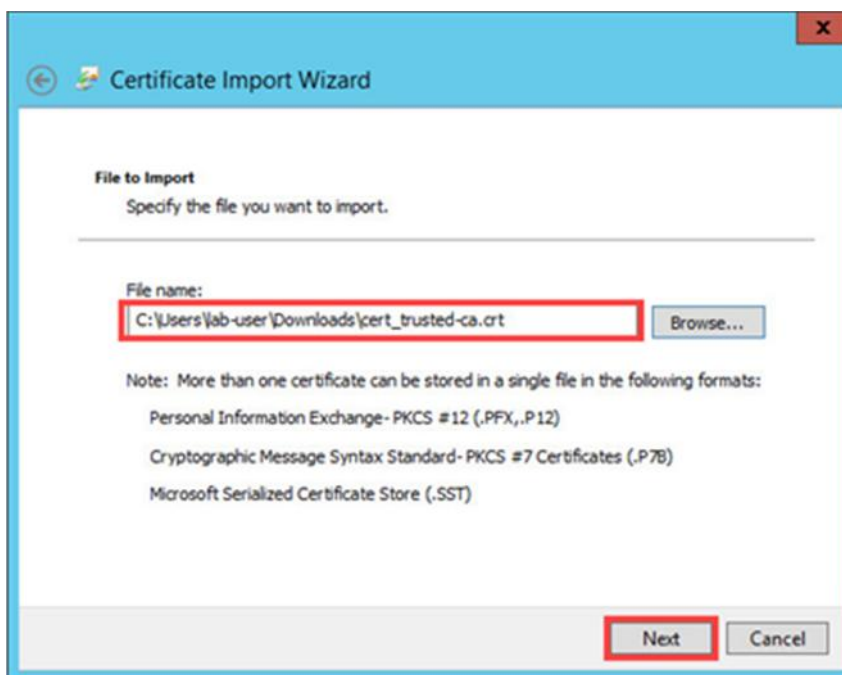 x
Certificate Import Wizard
File to Import
Specify the file you want to import.
File name:
C:\Users\lab-user\Downloads\cert_trusted-ca.crt
Browse...
Note: More than one certificate can be stored in a single file in the following formats:
Personal Information Exchange- PKCS #12 (.PFX,.P12)
Cryptographic Message Syntax Standard- PKCS #7 Certificates (.P7B)
Microsoft Serialized Certificate Store (.SST)
Next
Cancel